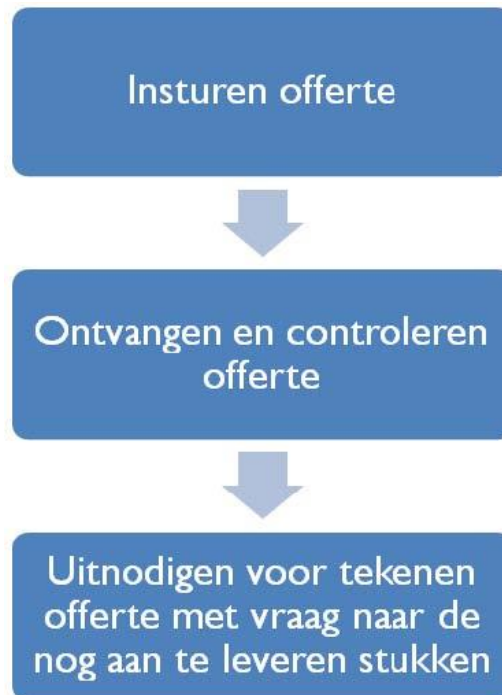 Insturen offerte
Ontvangen en controleren
offerte
Uitnodigen voor tekenen
offerte met vraag naar de
nog aan te leveren stukken